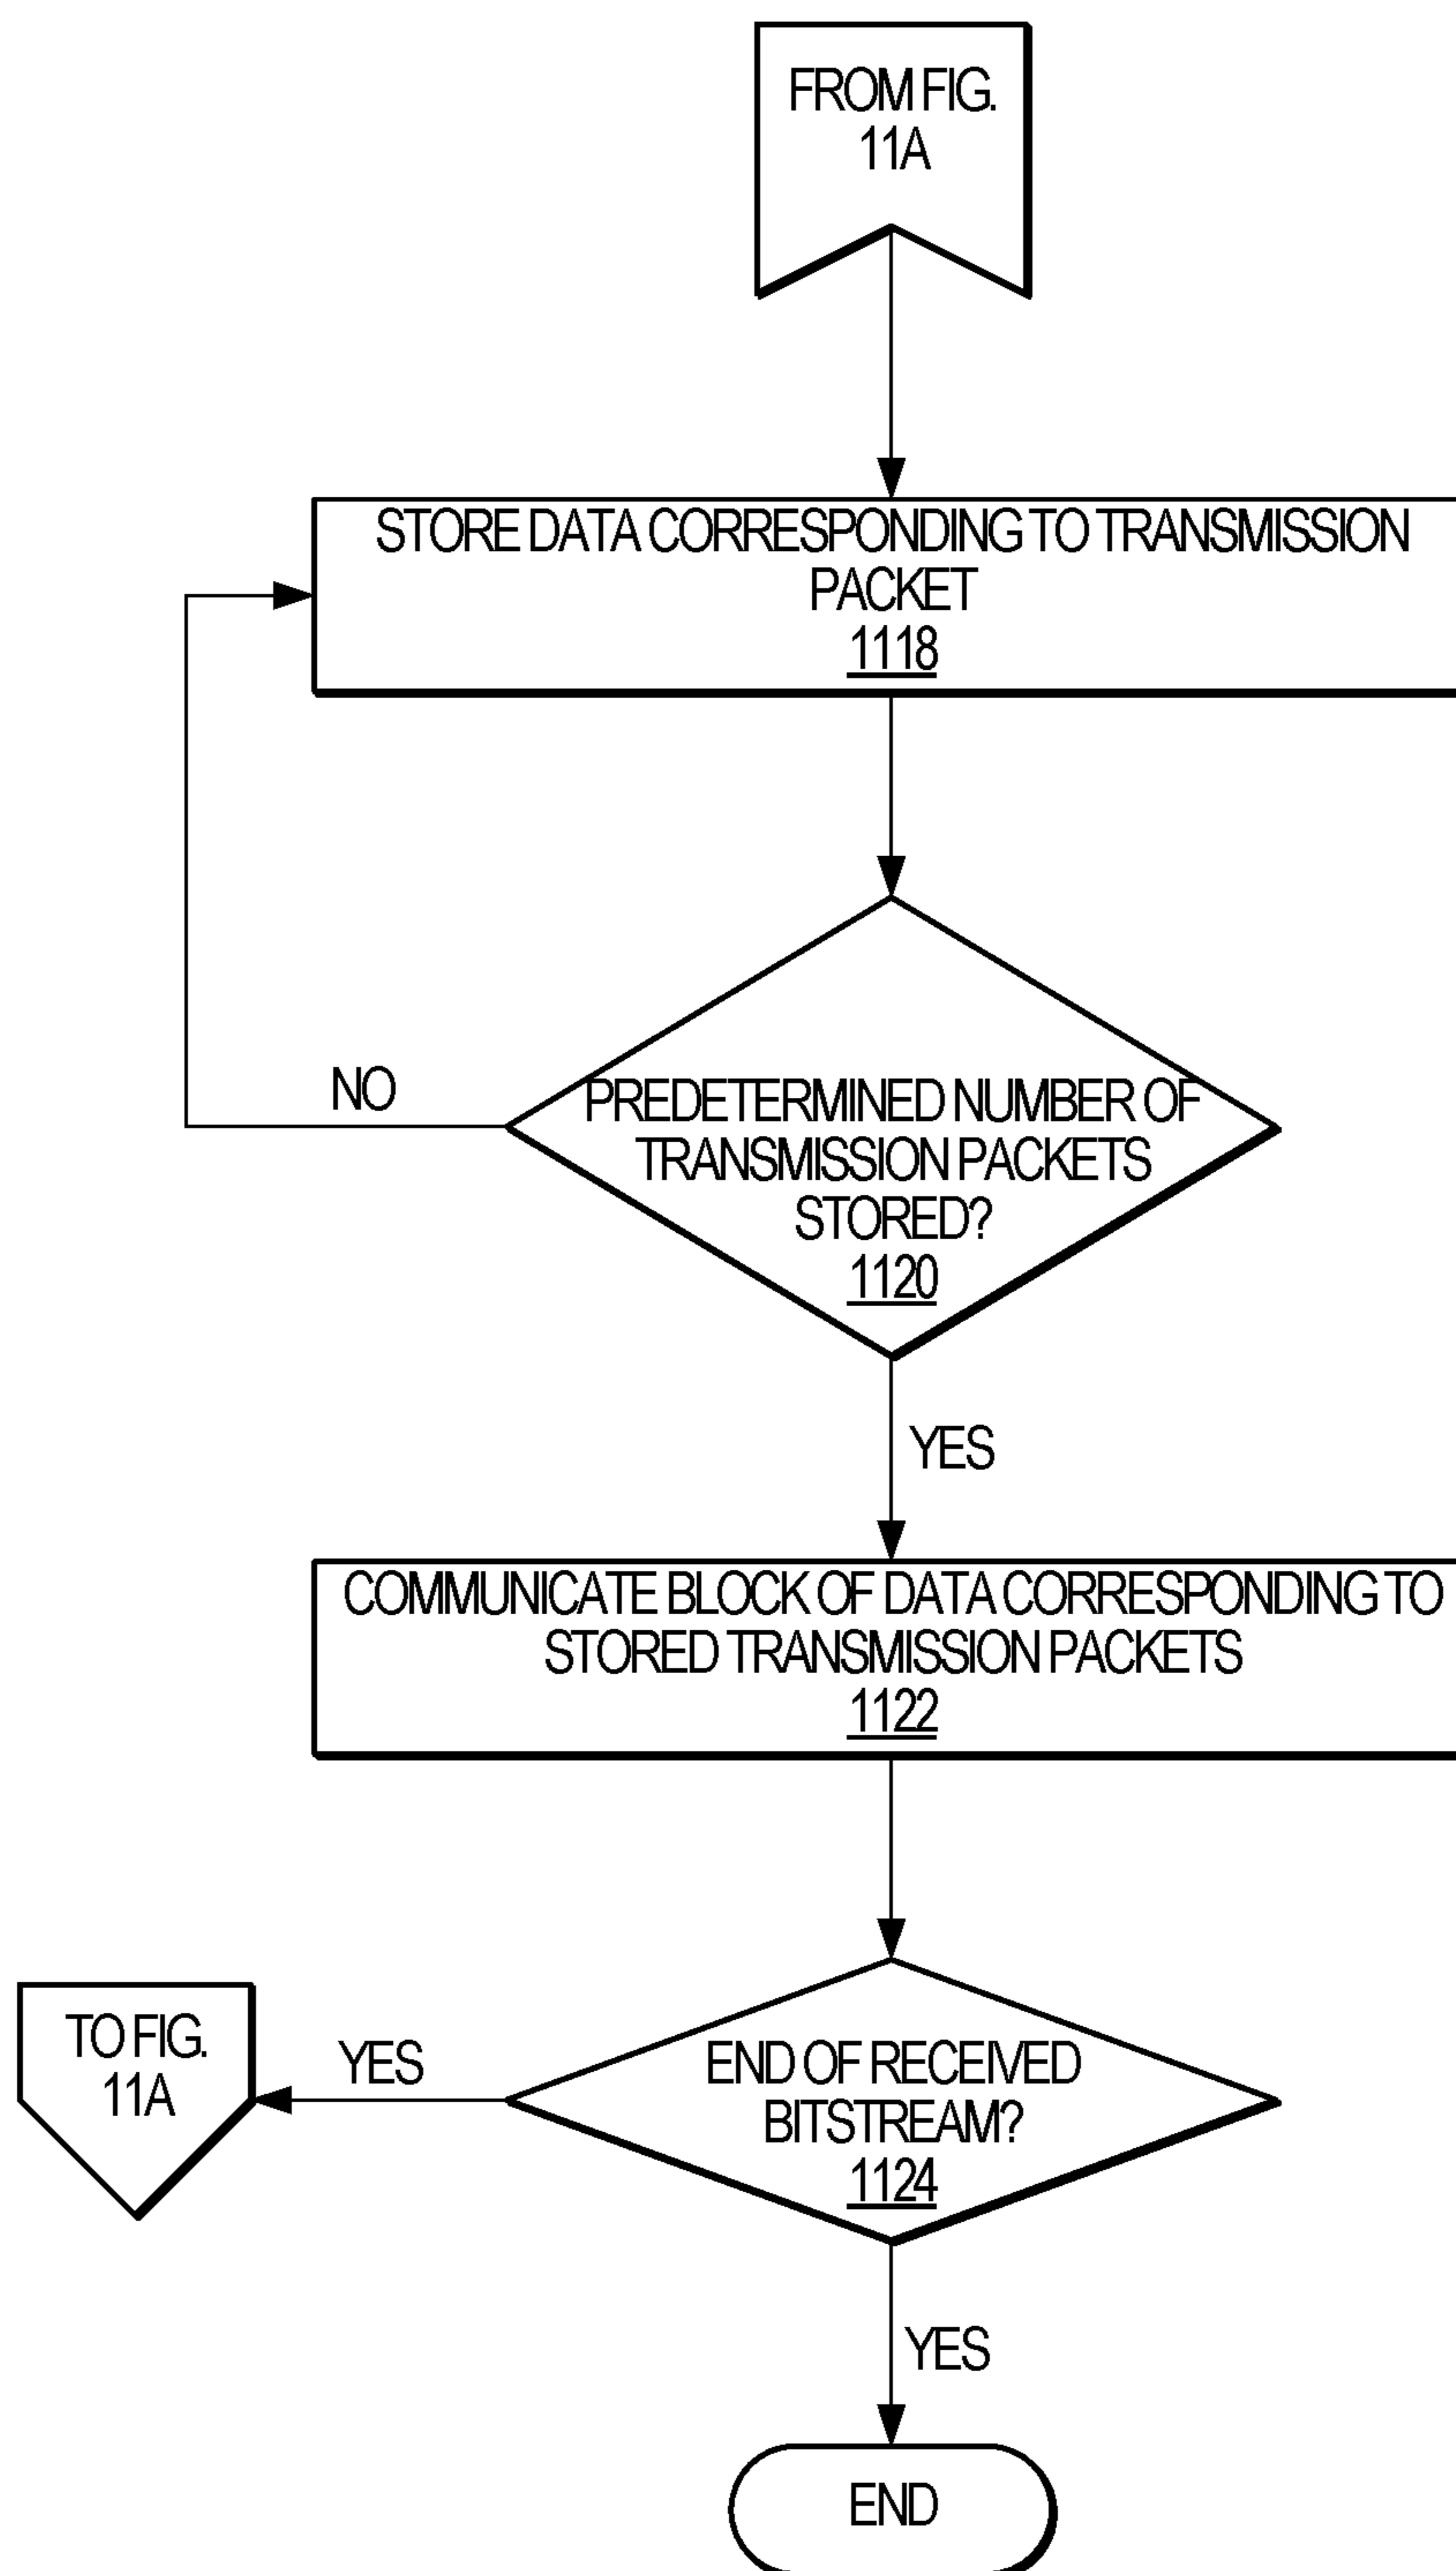 FROM FIG.
11A
STORE DATA CORRESPONDING TO TRANSMISSION
PACKET
1118
NO
PREDETERMINED NUMBER OF
TRANSMISSION PACKETS
STORED?
1120
YES
COMMUNICATE BLOCK OF DATA CORRESPONDING TO
STORED TRANSMISSION PACKETS
1122
TO FIG.
11A
YES
END OF RECEIVED
BITSTREAM?
1124
YES
END